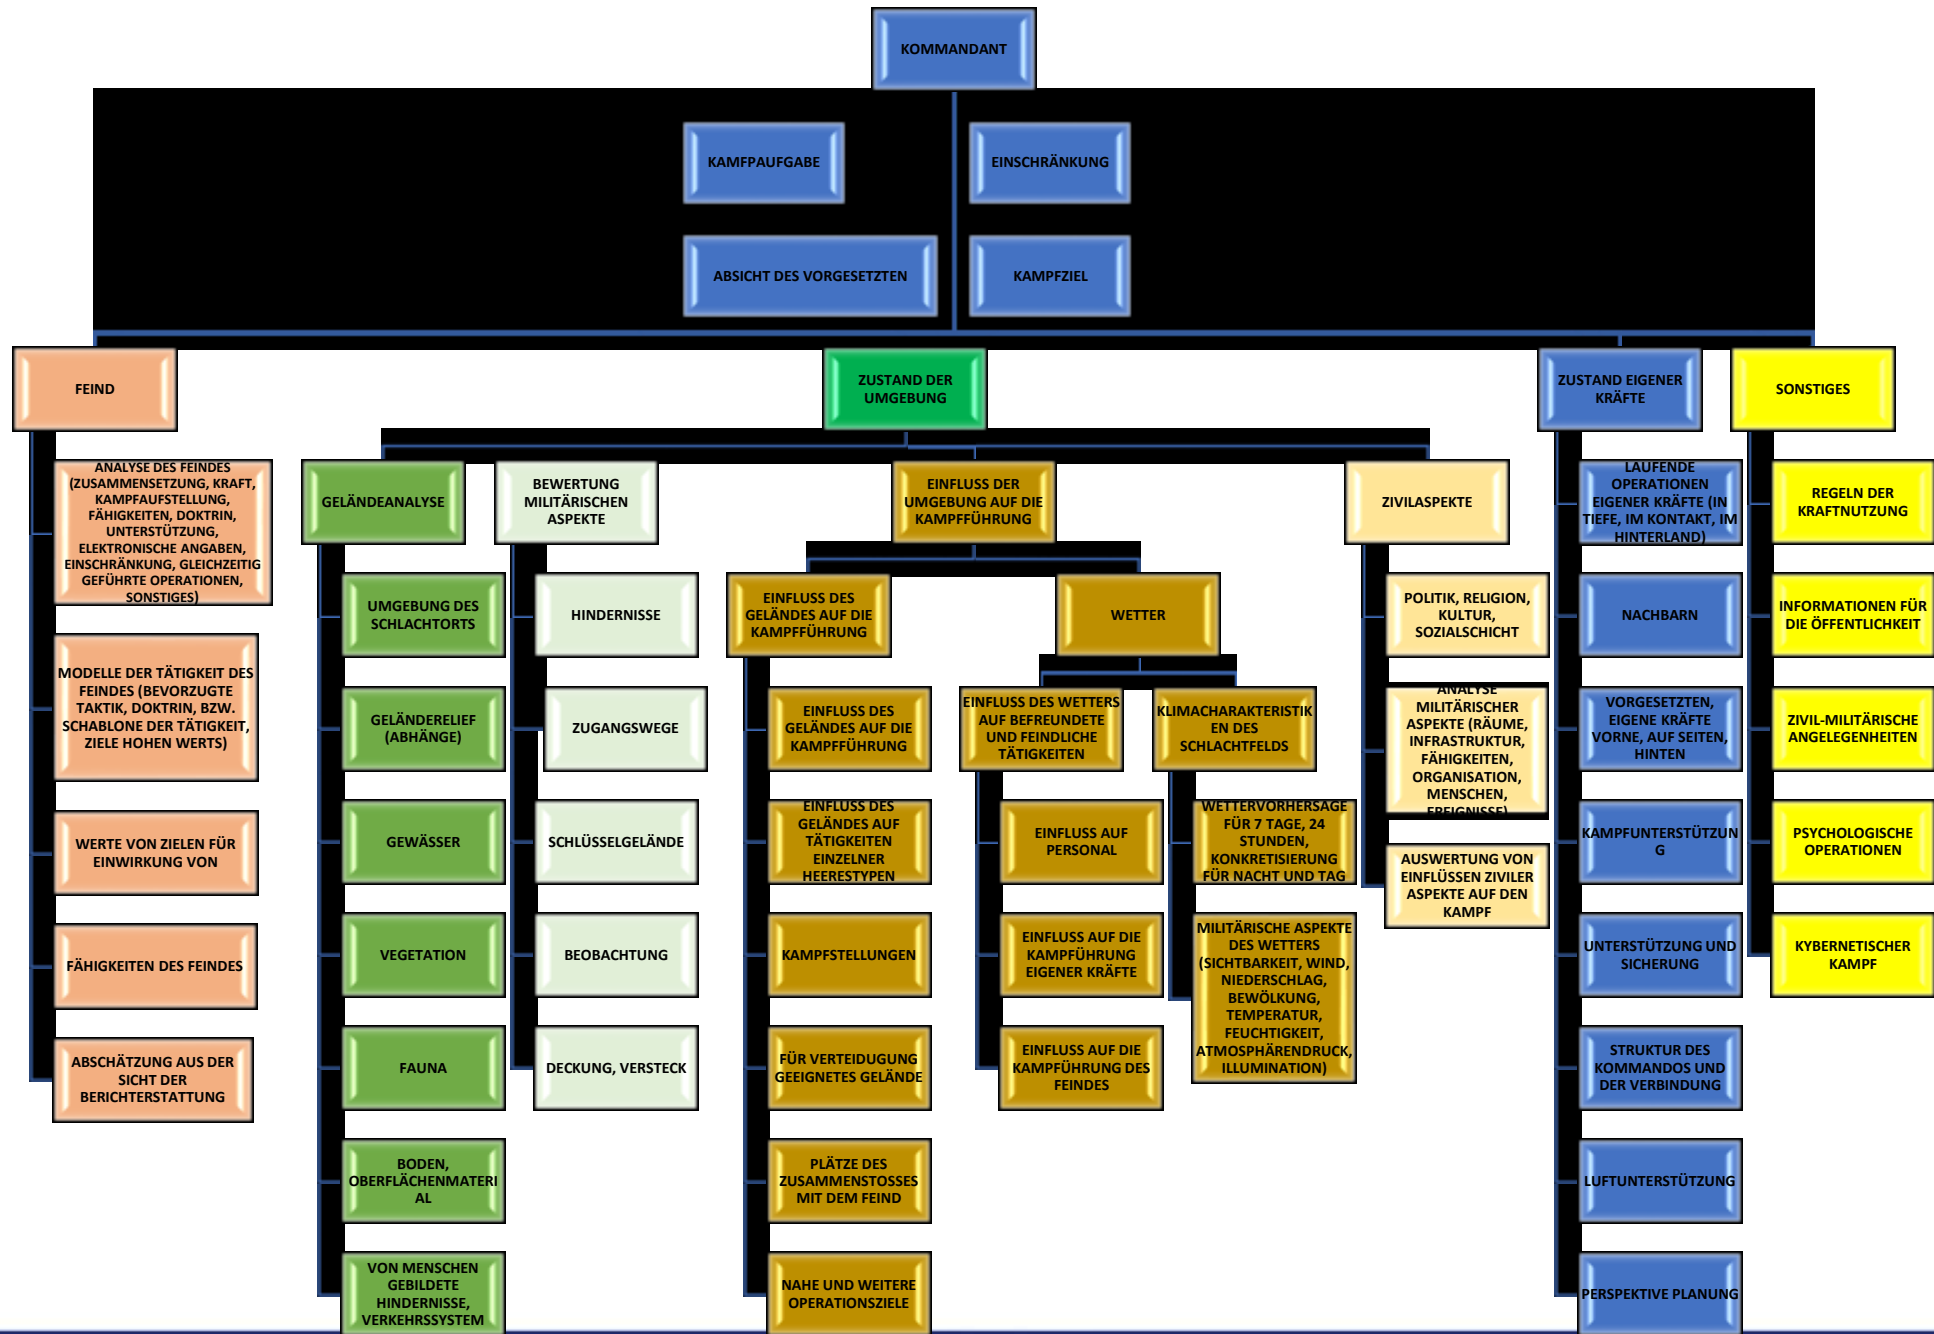 KOMMANDANT
KAMFPAUFGABE
EINSCHRÄNKUNG
ABSICHT DES VORGESETZTEN
KAMPFZIEL
FEIND
ANALYSE DES FEINDES
(ZUSAMMENSETZUNG, KRAFT,
KAMPFAUFSTELLUNG,
FÄHIGKEITEN, DOKTRIN,
UNTERSTÜTZUNG,
ELEKTRONISCHE ANGABEN,
EINSCHRÄNKUNG, GLEICHZEITIG
GEFÜHRTE OPERATIONEN,
SONSTIGES)
MODELLE DER TÄTIGKEIT DES
FEINDES (BEVORZUGTE
TAKTIK, DOKTRIN, BZW.
SCHABLONE DER TÄTIGKEIT,
ZIELE HOHEN WERTS)
WERTE VON ZIELEN FÜR
EINWIRKUNG VON
FÄHIGKEITEN DES FEINDES
ABSCHÄTZUNG AUS DER
SICHT DER
BERICHTERSTATTUNG
ZUSTAND DER
UMGEBUNG
GELÄNDEANALYSE
UMGEBUNG DES
SCHLACHTORTS
GELÄNDERELIEF
(ABHÄNGE)
GEWÄSSER
VEGETATION
FAUNA
BODEN,
OBERFLÄCHENMATERI
AL
VON MENSCHEN
GEBILDETE
HINDERNISSE,
VERKEHRSSYSTEM
BEWERTUNG
MILITÄRISCHEN
ASPEKTE
HINDERNISSE
ZUGANGSWEGE
SCHLÜSSELGELÄNDE
BEOBACHTUNG
DECKUNG, VERSTECK
EINFLUSS DER
UMGEBUNG AUF DIE
KAMPFFÜHRUNG
EINFLUSS DES
GELÄNDES AUF DIE
KAMPFFÜHRUNG
EINFLUSS DES
GELÄNDES AUF DIE
KAMPFFÜHRUNG
EINFLUSS DES
GELÄNDES AUF
TÄTIGKEITEN
EINZELNER
HEERESTYPEN
KAMPFSTELLUNGEN
FÜR VERTEIDUGUNG
GEEIGNETES GELÄNDE
PLÄTZE DES
ZUSAMMENSTOSSES
MIT DEM FEIND
NAHE UND WEITERE
OPERATIONSZIELE
WETTER
EINFLUSS DES WETTERS
AUF BEFREUNDETE
UND FEINDLICHE
TÄTIGKEITEN
EINFLUSS AUF
PERSONAL
EINFLUSS AUF DIE
KAMPFÜHRUNG
EIGENER KRÄFTE
EINFLUSS AUF DIE
KAMPFÜHRUNG DES
FEINDES
KLIMACHARAKTERISTIK
EN DES
SCHLACHTFELDS
WETTERVORHERSAGE
FÜR 7 TAGE, 24
STUNDEN,
KONKRETISIERUNG
FÜR NACHT UND TAG
MILITÄRISCHE ASPEKTE
DES WETTERS
(SICHTBARKEIT, WIND,
NIEDERSCHLAG,
BEWÖLKUNG,
TEMPERATUR,
FEUCHTIGKEIT,
ATMOSPHÄRENDRUCK,
ILLUMINATION)
ZIVILASPEKTE
POLITIK, RELIGION,
KULTUR,
SOZIALSCHICHT
ANALYSE
MILITÄRISCHER
ASPEKTE (RÄUME,
INFRASTRUKTUR,
FÄHIGKEITEN,
ORGANISATION,
MENSCHEN,
EREIGNISSE)
AUSWERTUNG VON
EINFLÜSSEN ZIVILER
ASPEKTE AUF DEN
KAMPF
ZUSTAND EIGENER
KRÄFTE
LAUFENDE
OPERATIONEN
EIGENER KRÄFTE (IN
TIEFE, IM KONTAKT, IM
HINTERLAND)
NACHBARN
VORGESETZTEN,
EIGENE KRÄFTE
VORNE, AUF SEITEN,
HINTEN
KAMPFUNTERSTÜTZUN
G
UNTERSTÜTZUNG UND
SICHERUNG
STRUKTUR DES
KOMMANDOS UND
DER VERBINDUNG
LUFTUNTERSTÜTZUNG
PERSPEKTIVE PLANUNG
SONSTIGES
REGELN DER
KRAFTNUTZUNG
INFORMATIONEN FÜR
DIE ÖFFENTLICHKEIT
ZIVIL-MILITÄRISCHE
ANGELEGENHEITEN
PSYCHOLOGISCHE
OPERATIONEN
KYBERNETISCHER
KAMPF